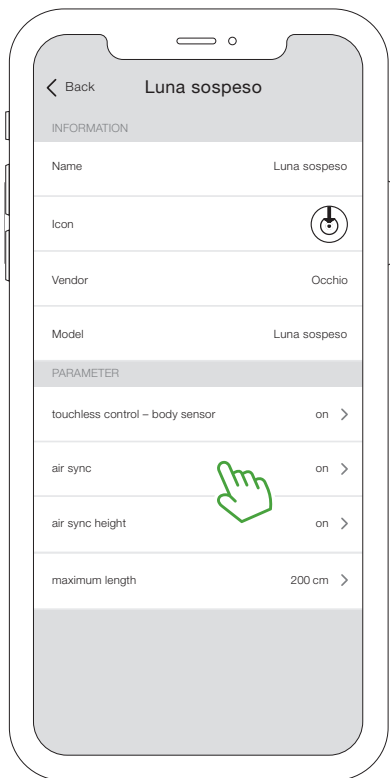 Back Luna sospeso
INFORMATION
Name Luna sospeso
Icon
Vendor Occhio
Model Luna sospeso
PARAMETER
touchless control – body sensor on
air sync on
air sync height on
maximum length 200 cm